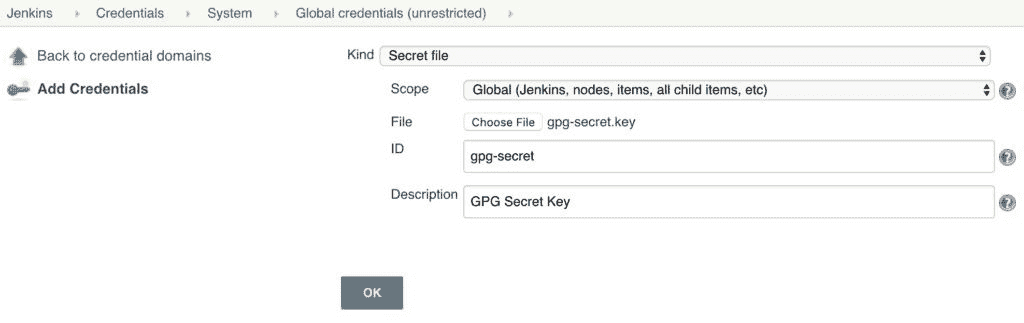 Jenkins Credentials System Global credentials (unrestricted)
Back to credential domains
Add Credentials
Kind Secret file
Scope Global (Jenkins, nodes, items, all child items, etc)
File Choose File gpg-secret.key
ID gpg-secret
Description GPG Secret Key
OK